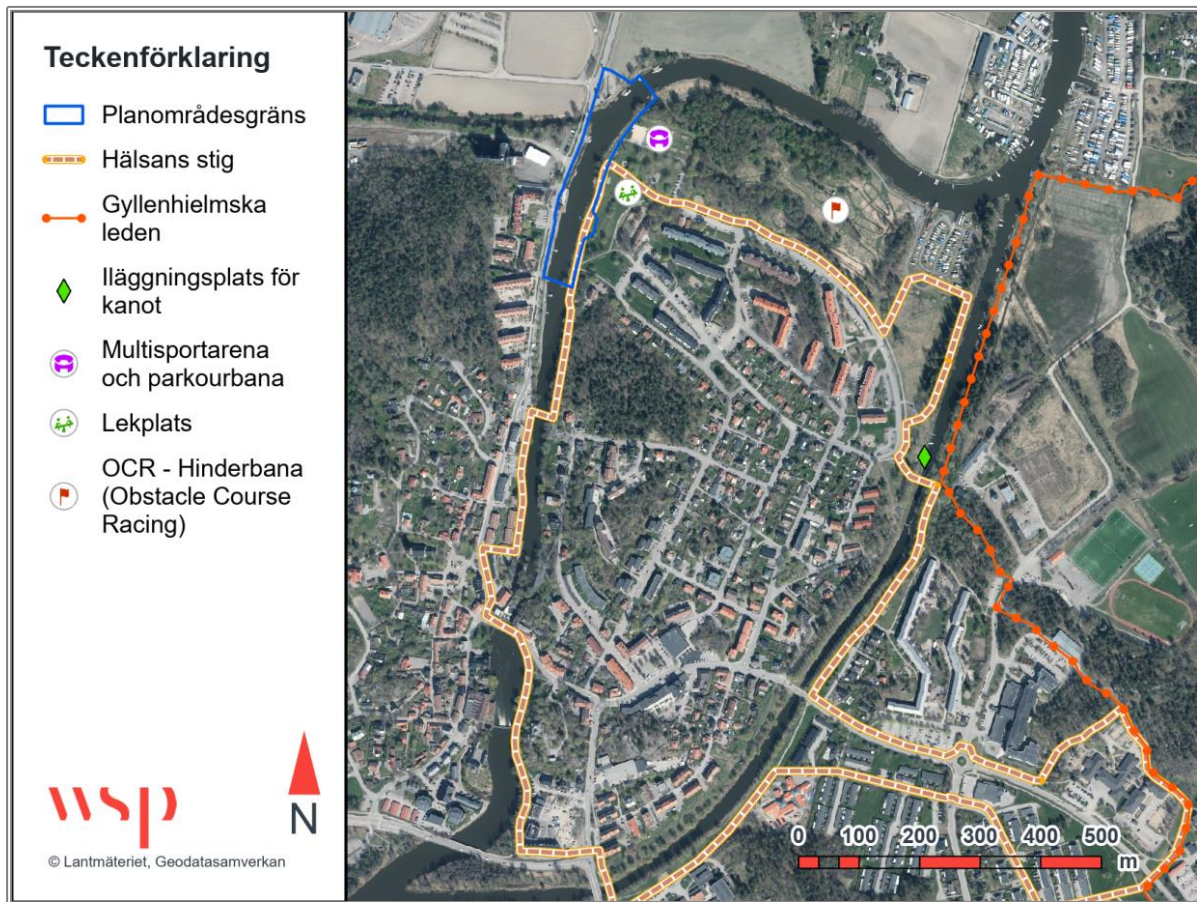 Teckenförklaring
Planområdesgräns
Hälsans stig
Gyllenhielmska
leden
Iläggningsplats för
kanot
Multisportarena
och parkourbana
Lekplats
OCR - Hinderbana
(Obstacle Course
Racing)
wsp
N
© Lantmäteriet, Geodatasamverkan
0 100 200 300 400 500
m